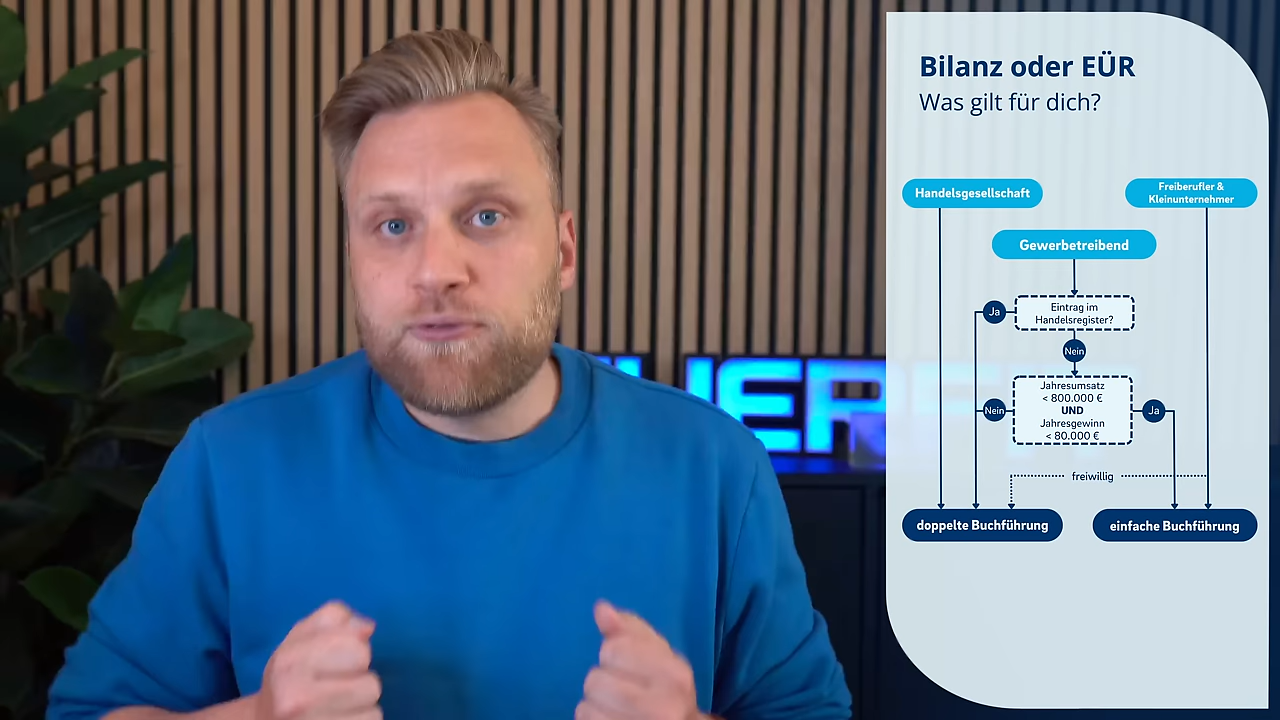 Bilanz oder EÜR
Was gilt für dich?
Handelsgesellschaft
Freiberufler &
Kleinunternehmer
Gewerbetreibend
Ja
Eintrag im
Handelsregister?
Nein
Nein
Jahresumsatz
< 800.000 €
UND
Jahresgewinn
< 80.000 €
Ja
freiwillig
doppelte Buchführung
einfache Buchführung